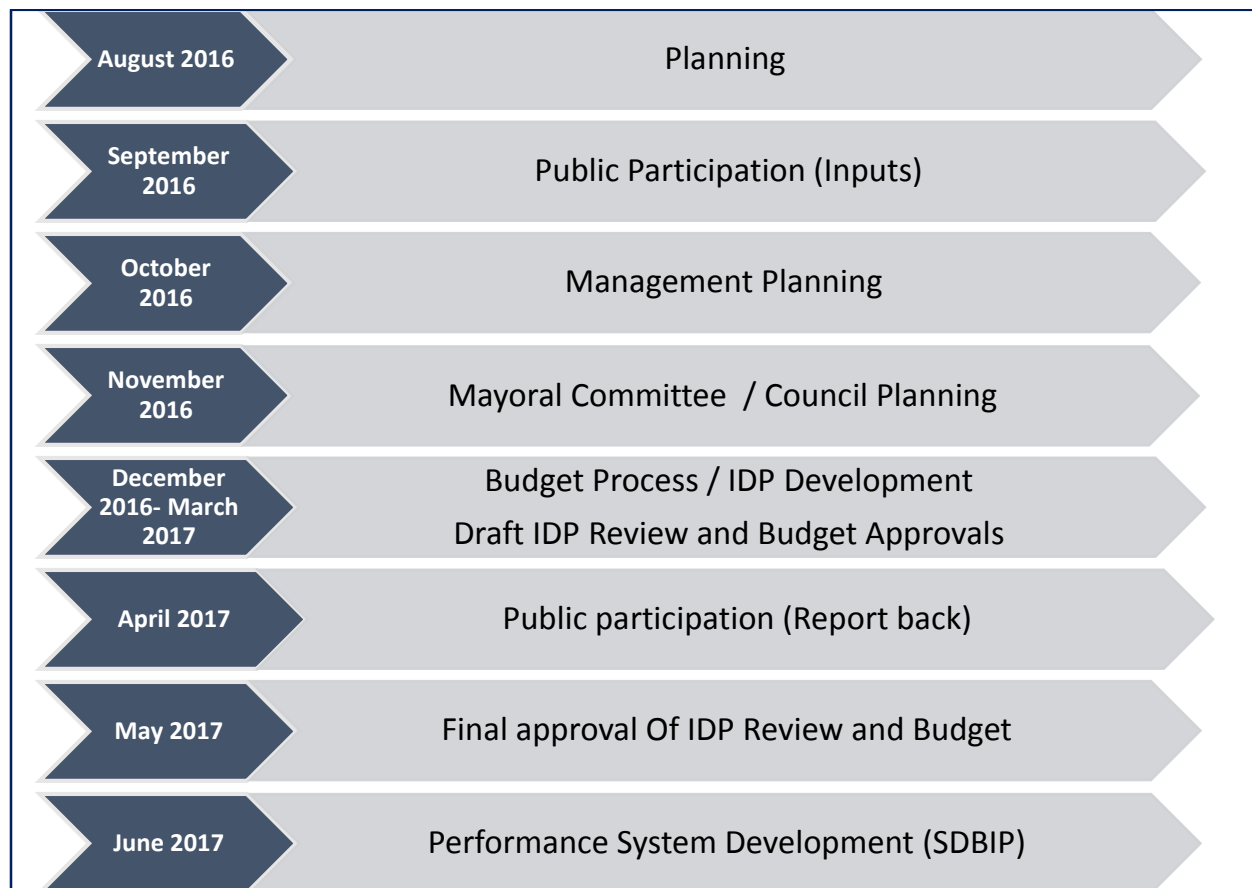 August 2016
Planning
September
2016
Public Participation (Inputs)
October
2016
Management Planning
November
2016
Mayoral Committee  / Council Planning
December
2016- March
2017
Budget Process / IDP Development
Draft IDP Review and Budget Approvals
April 2017
Public participation (Report back)
May 2017
Final approval Of IDP Review and Budget
June 2017
Performance System Development (SDBIP)